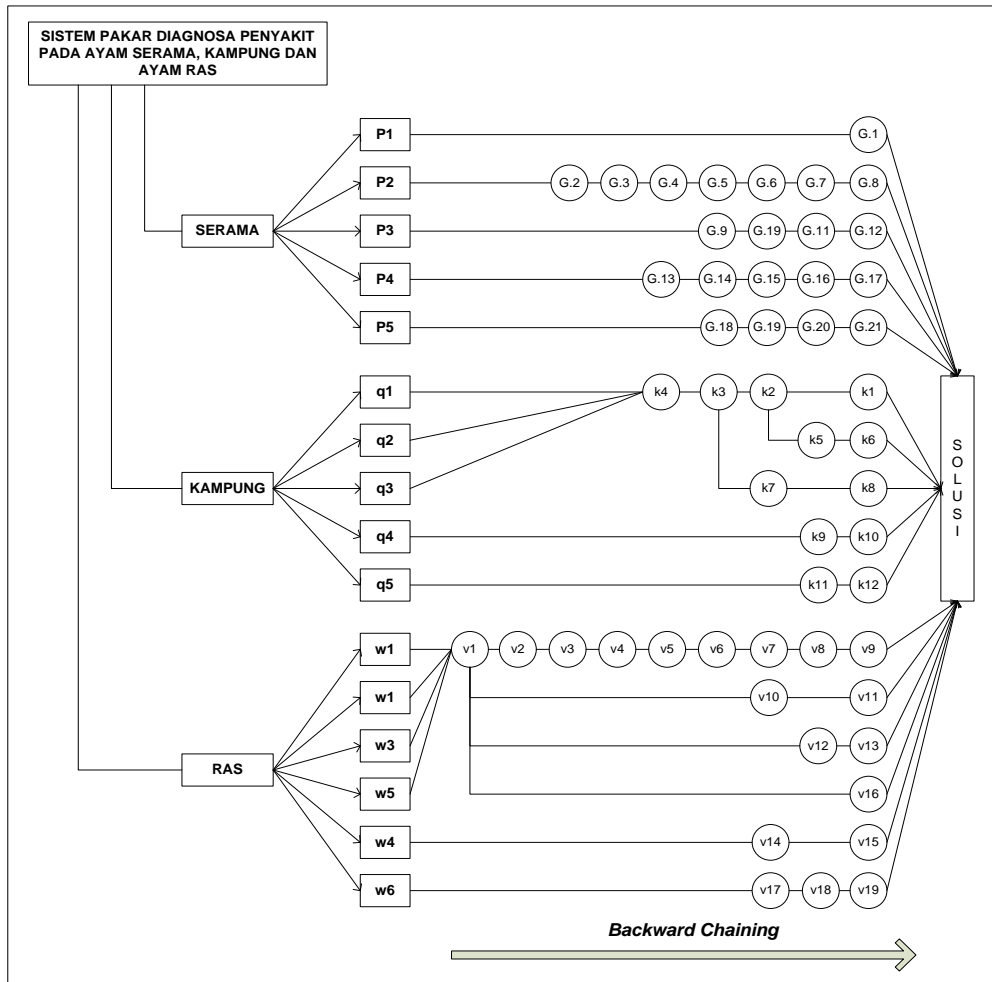 SISTEM PAKAR DIAGNOSA PENYAKIT
PADA AYAM SERAMA, KAMPUNG DAN
AYAM RAS
P1
G.1
P2
G.2
G.3
G.4
G.5
G.6
G.7
G.8
SERAMA
P3
G.9
G.19
G.11
G.12
P4
G.13
G.14
G.15
G.16
G.17
P5
G.18
G.19
G.20
G.21
q1
k4
k3
k2
k1
q2
k5
k6
KAMPUNG
q3
k7
k8
q4
k9
k10
q5
k11
k12
SOLUSI
w1
v1
v2
v3
v4
v5
v6
v7
v8
v9
w1
v10
v11
w3
v12
v13
RAS
w5
v16
w4
v14
v15
w6
v17
v18
v19
Backward Chaining